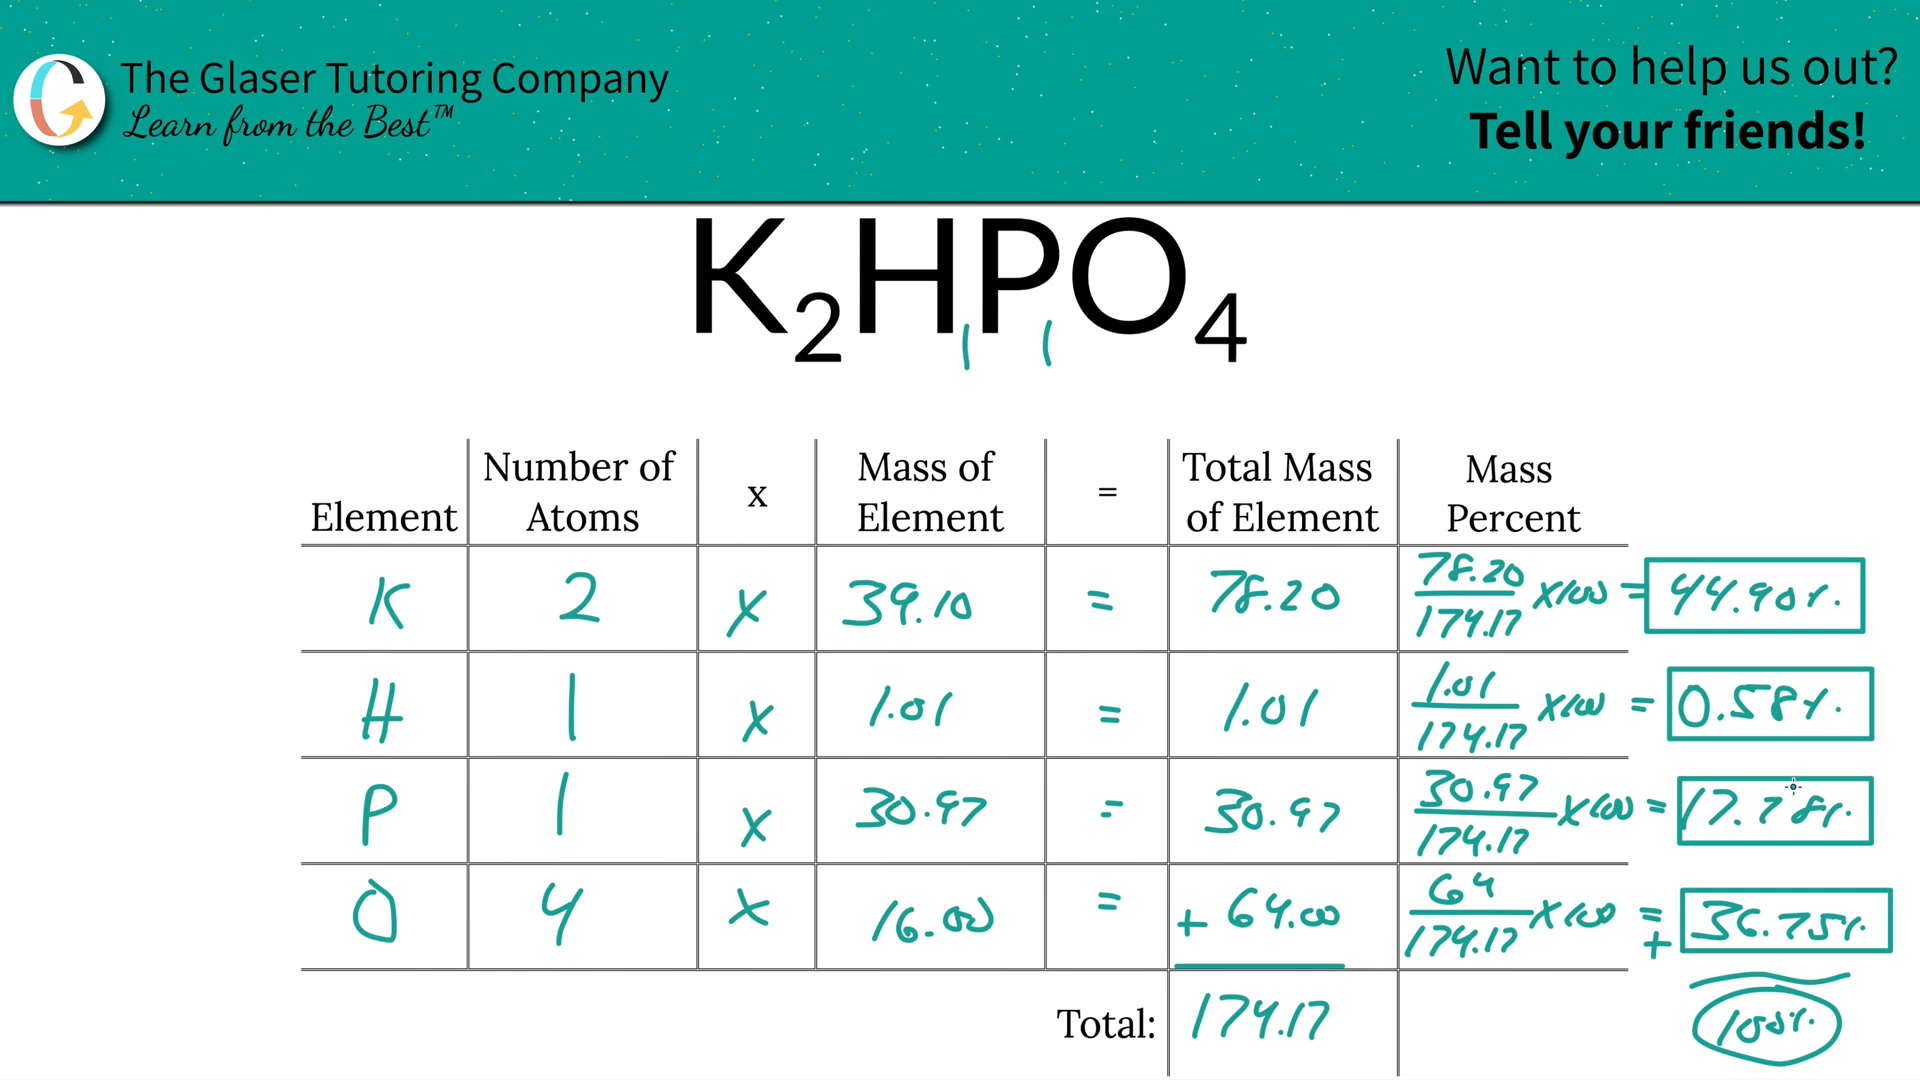 The Glaser Tutoring Company
Learn from the Best™
Want to help us out?
Tell your friends!
K₂HPO₄
1 1
Element Number of Atoms x Mass of Element = Total Mass of Element Mass Percent
K 2 x 39.10 = 78.20 78.20/174.17 x100 = 44.90%
H 1 x 1.01 = 1.01 1.01/174.17 x100 = 0.58%
P 1 x 30.97 = 30.97 30.97/174.17 x100 = 17.78%
O 4 x 16.00 = + 64.00 64/174.17 x100 = + 36.75%
Total: 174.17 100%